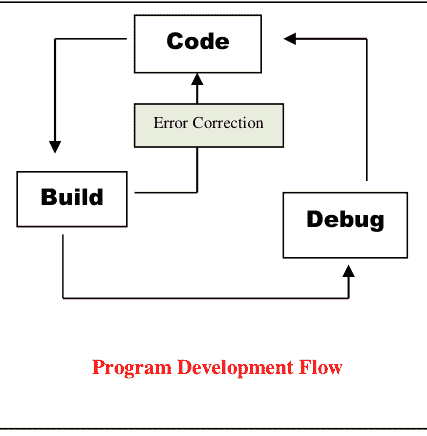 Code
Error Correction
Build
Debug
Program Development Flow